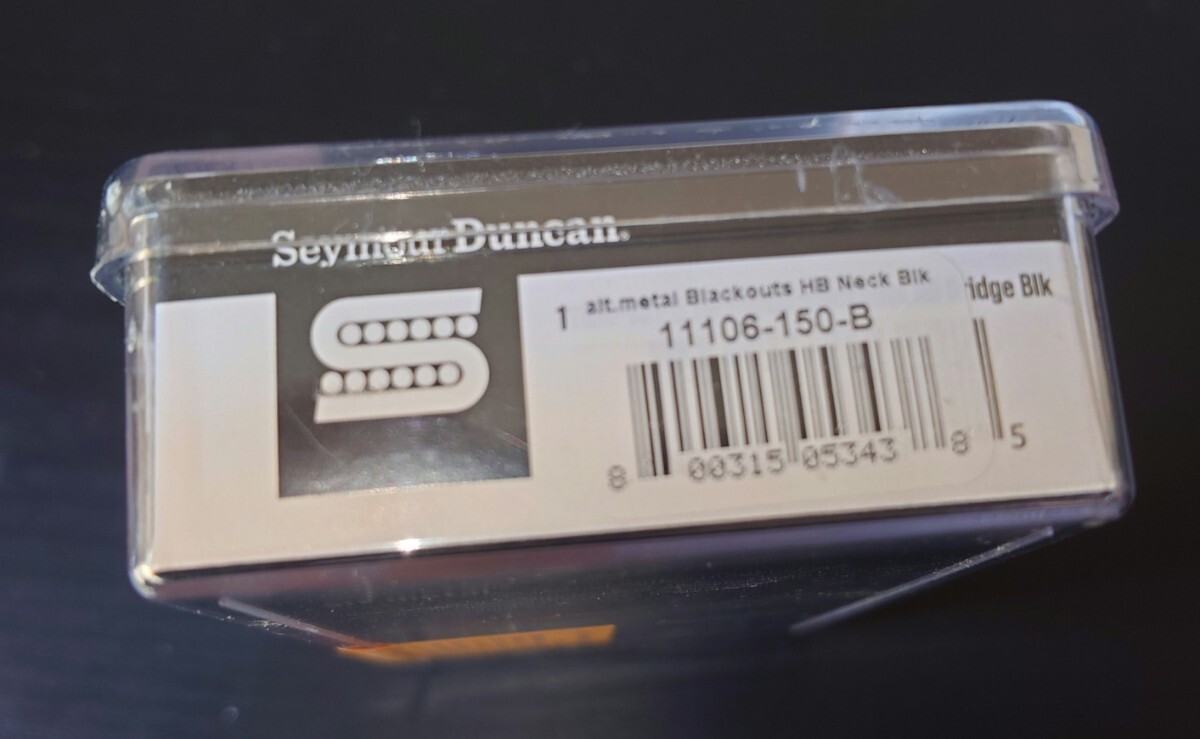 Seymour Duncan.
1 alt.metal Blackouts HB Neck Blk
ridge Blk
11106-150-B
8 00315 05343 8
5